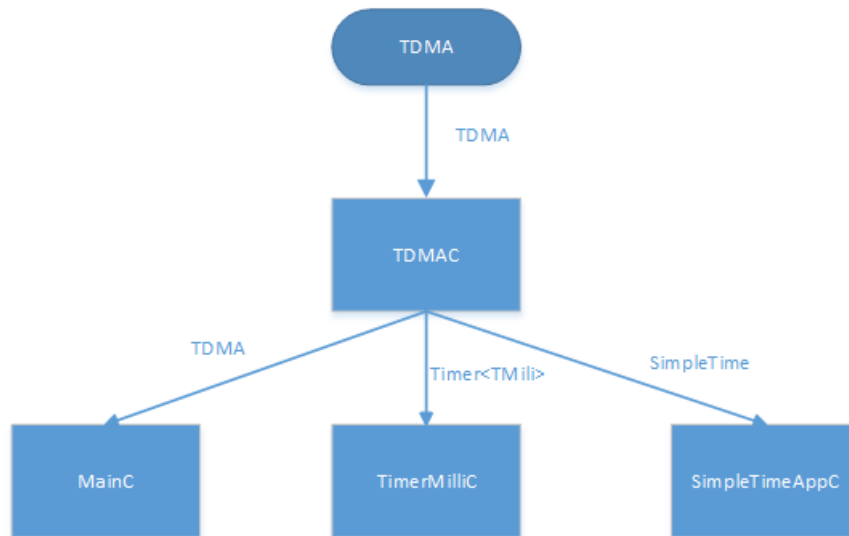 TDMA
TDMA
TDMAC
TDMA
Timer<TMili>
SimpleTime
MainC
TimerMilliC
SimpleTimeAppC